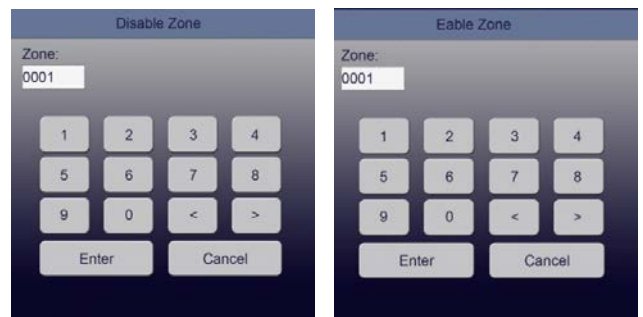 Disable Zone
Zone:
0001
1 2 3 4
5 6 7 8
9 0 < >
Enter Cancel
Eable Zone
Zone:
0001
1 2 3 4
5 6 7 8
9 0 < >
Enter Cancel